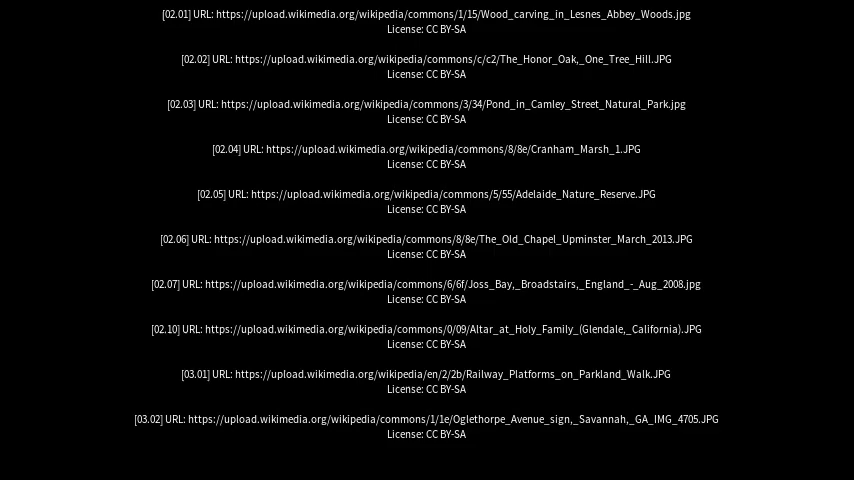 [02.01] URL: https://upload.wikimedia.org/wikipedia/commons/1/15/Wood_carving_in_Lesnes_Abbey_Woods.jpg
License: CC BY-SA
[02.02] URL: https://upload.wikimedia.org/wikipedia/commons/c/c2/The_Honor_Oak,_One_Tree_Hill.JPG
License: CC BY-SA
[02.03] URL: https://upload.wikimedia.org/wikipedia/commons/3/34/Pond_in_Camley_Street_Natural_Park.jpg
License: CC BY-SA
[02.04] URL: https://upload.wikimedia.org/wikipedia/commons/8/8e/Cranham_Marsh_1.JPG
License: CC BY-SA
[02.05] URL: https://upload.wikimedia.org/wikipedia/commons/5/55/Adelaide_Nature_Reserve.JPG
License: CC BY-SA
[02.06] URL: https://upload.wikimedia.org/wikipedia/commons/8/8e/The_Old_Chapel_Upminster_March_2013.JPG
License: CC BY-SA
[02.07] URL: https://upload.wikimedia.org/wikipedia/commons/6/6f/Joss_Bay,_Broadstairs,_England_-_Aug_2008.jpg
License: CC BY-SA
[02.10] URL: https://upload.wikimedia.org/wikipedia/commons/0/09/Altar_at_Holy_Family_(Glendale,_California).JPG
License: CC BY-SA
[03.01] URL: https://upload.wikimedia.org/wikipedia/en/2/2b/Railway_Platforms_on_Parkland_Walk.JPG
License: CC BY-SA
[03.02] URL: https://upload.wikimedia.org/wikipedia/commons/1/1e/Oglethorpe_Avenue_sign,_Savannah,_GA_IMG_4705.JPG
License: CC BY-SA